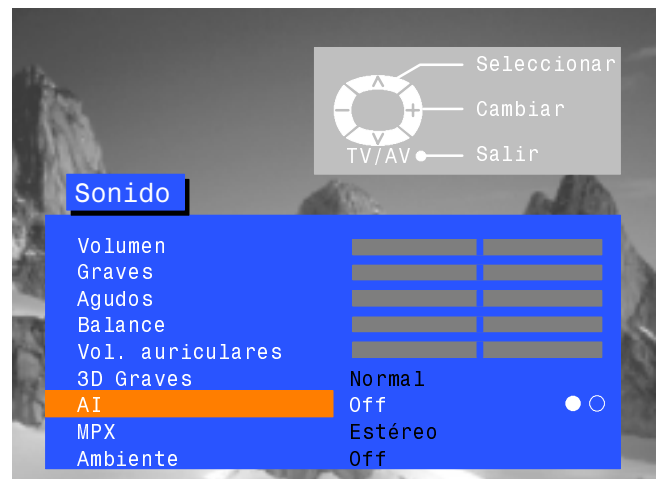 Seleccionar
Cambiar
TV/AV Salir
Sonido
Volumen
Graves
Agudos
Balance
Vol. auriculares
3D Graves Normal
AI Off
MPX Estéreo
Ambiente Off